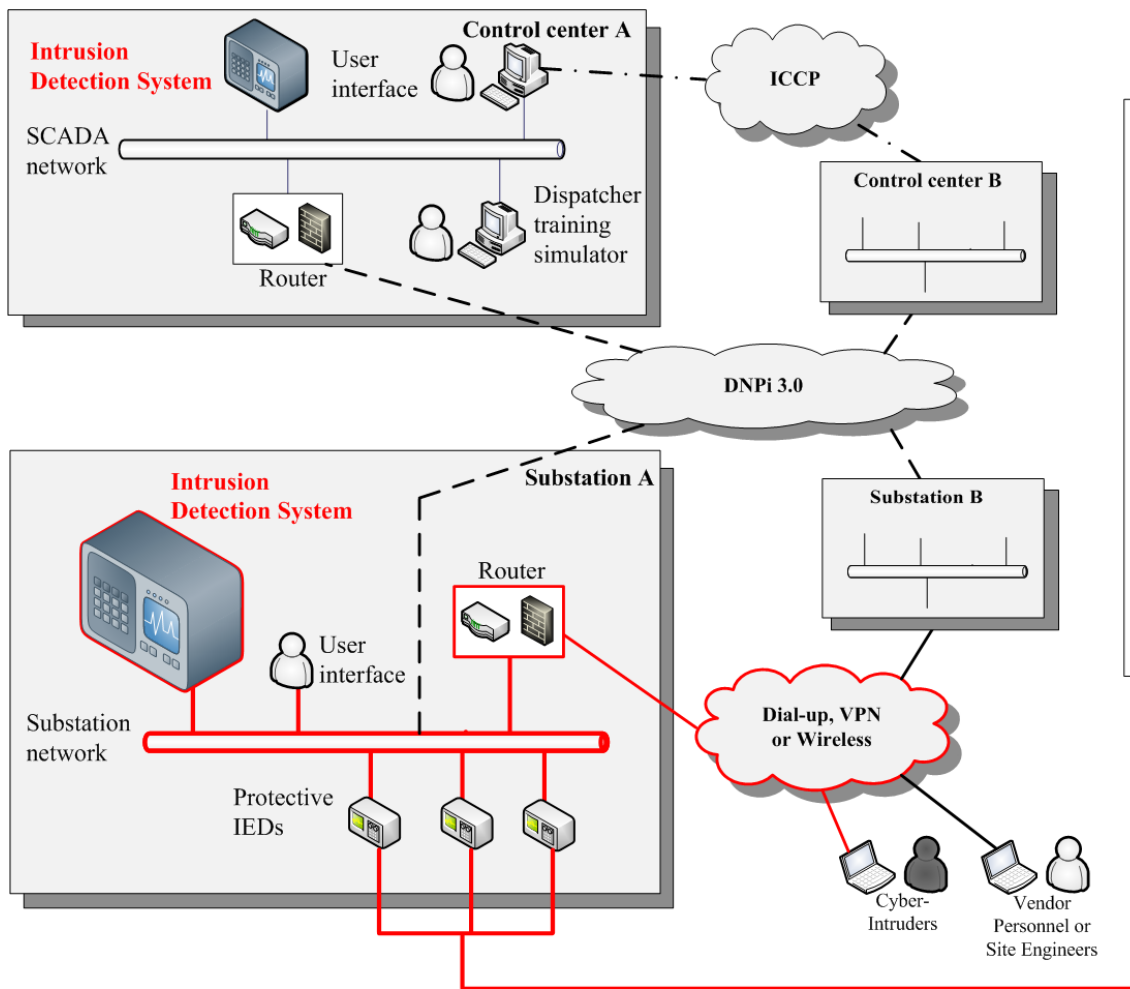 Control center A
Intrusion
Detection System
User
interface
ICCP
SCADA
network
Control center B
Dispatcher
training
simulator
Router
DNPi 3.0
Substation A
Intrusion
Detection System
Substation B
Router
User
interface
Substation
network
Dial-up, VPN
or Wireless
Protective
IEDs
Cyber-
Intruders
Vendor
Personnel or
Site Engineers